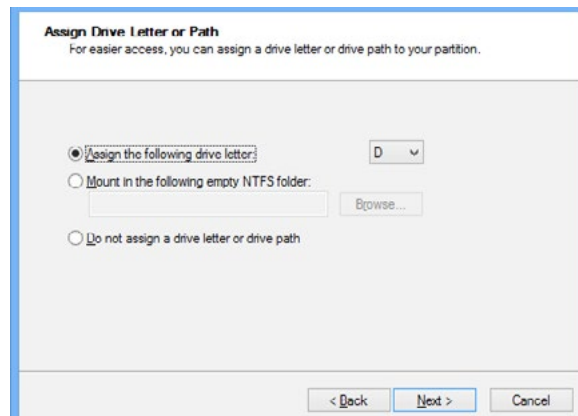 Assign Drive Letter or Path
For easier access, you can assign a drive letter or drive path to your partition.
Assign the following drive letter: D
Mount in the following empty NTFS folder:
Browse...
Do not assign a drive letter or drive path
< Back Next > Cancel